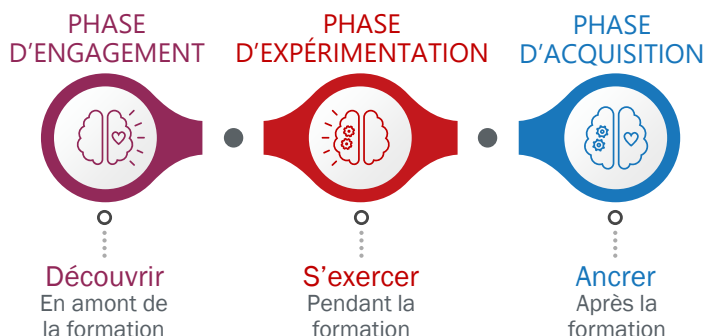 PHASE
D'ENGAGEMENT
PHASE
D'EXPÉRIMENTATION
PHASE
D'ACQUISITION
Découvrir
En amont de
la formation
S'exercer
Pendant la
formation
Ancrer
Après la
formation